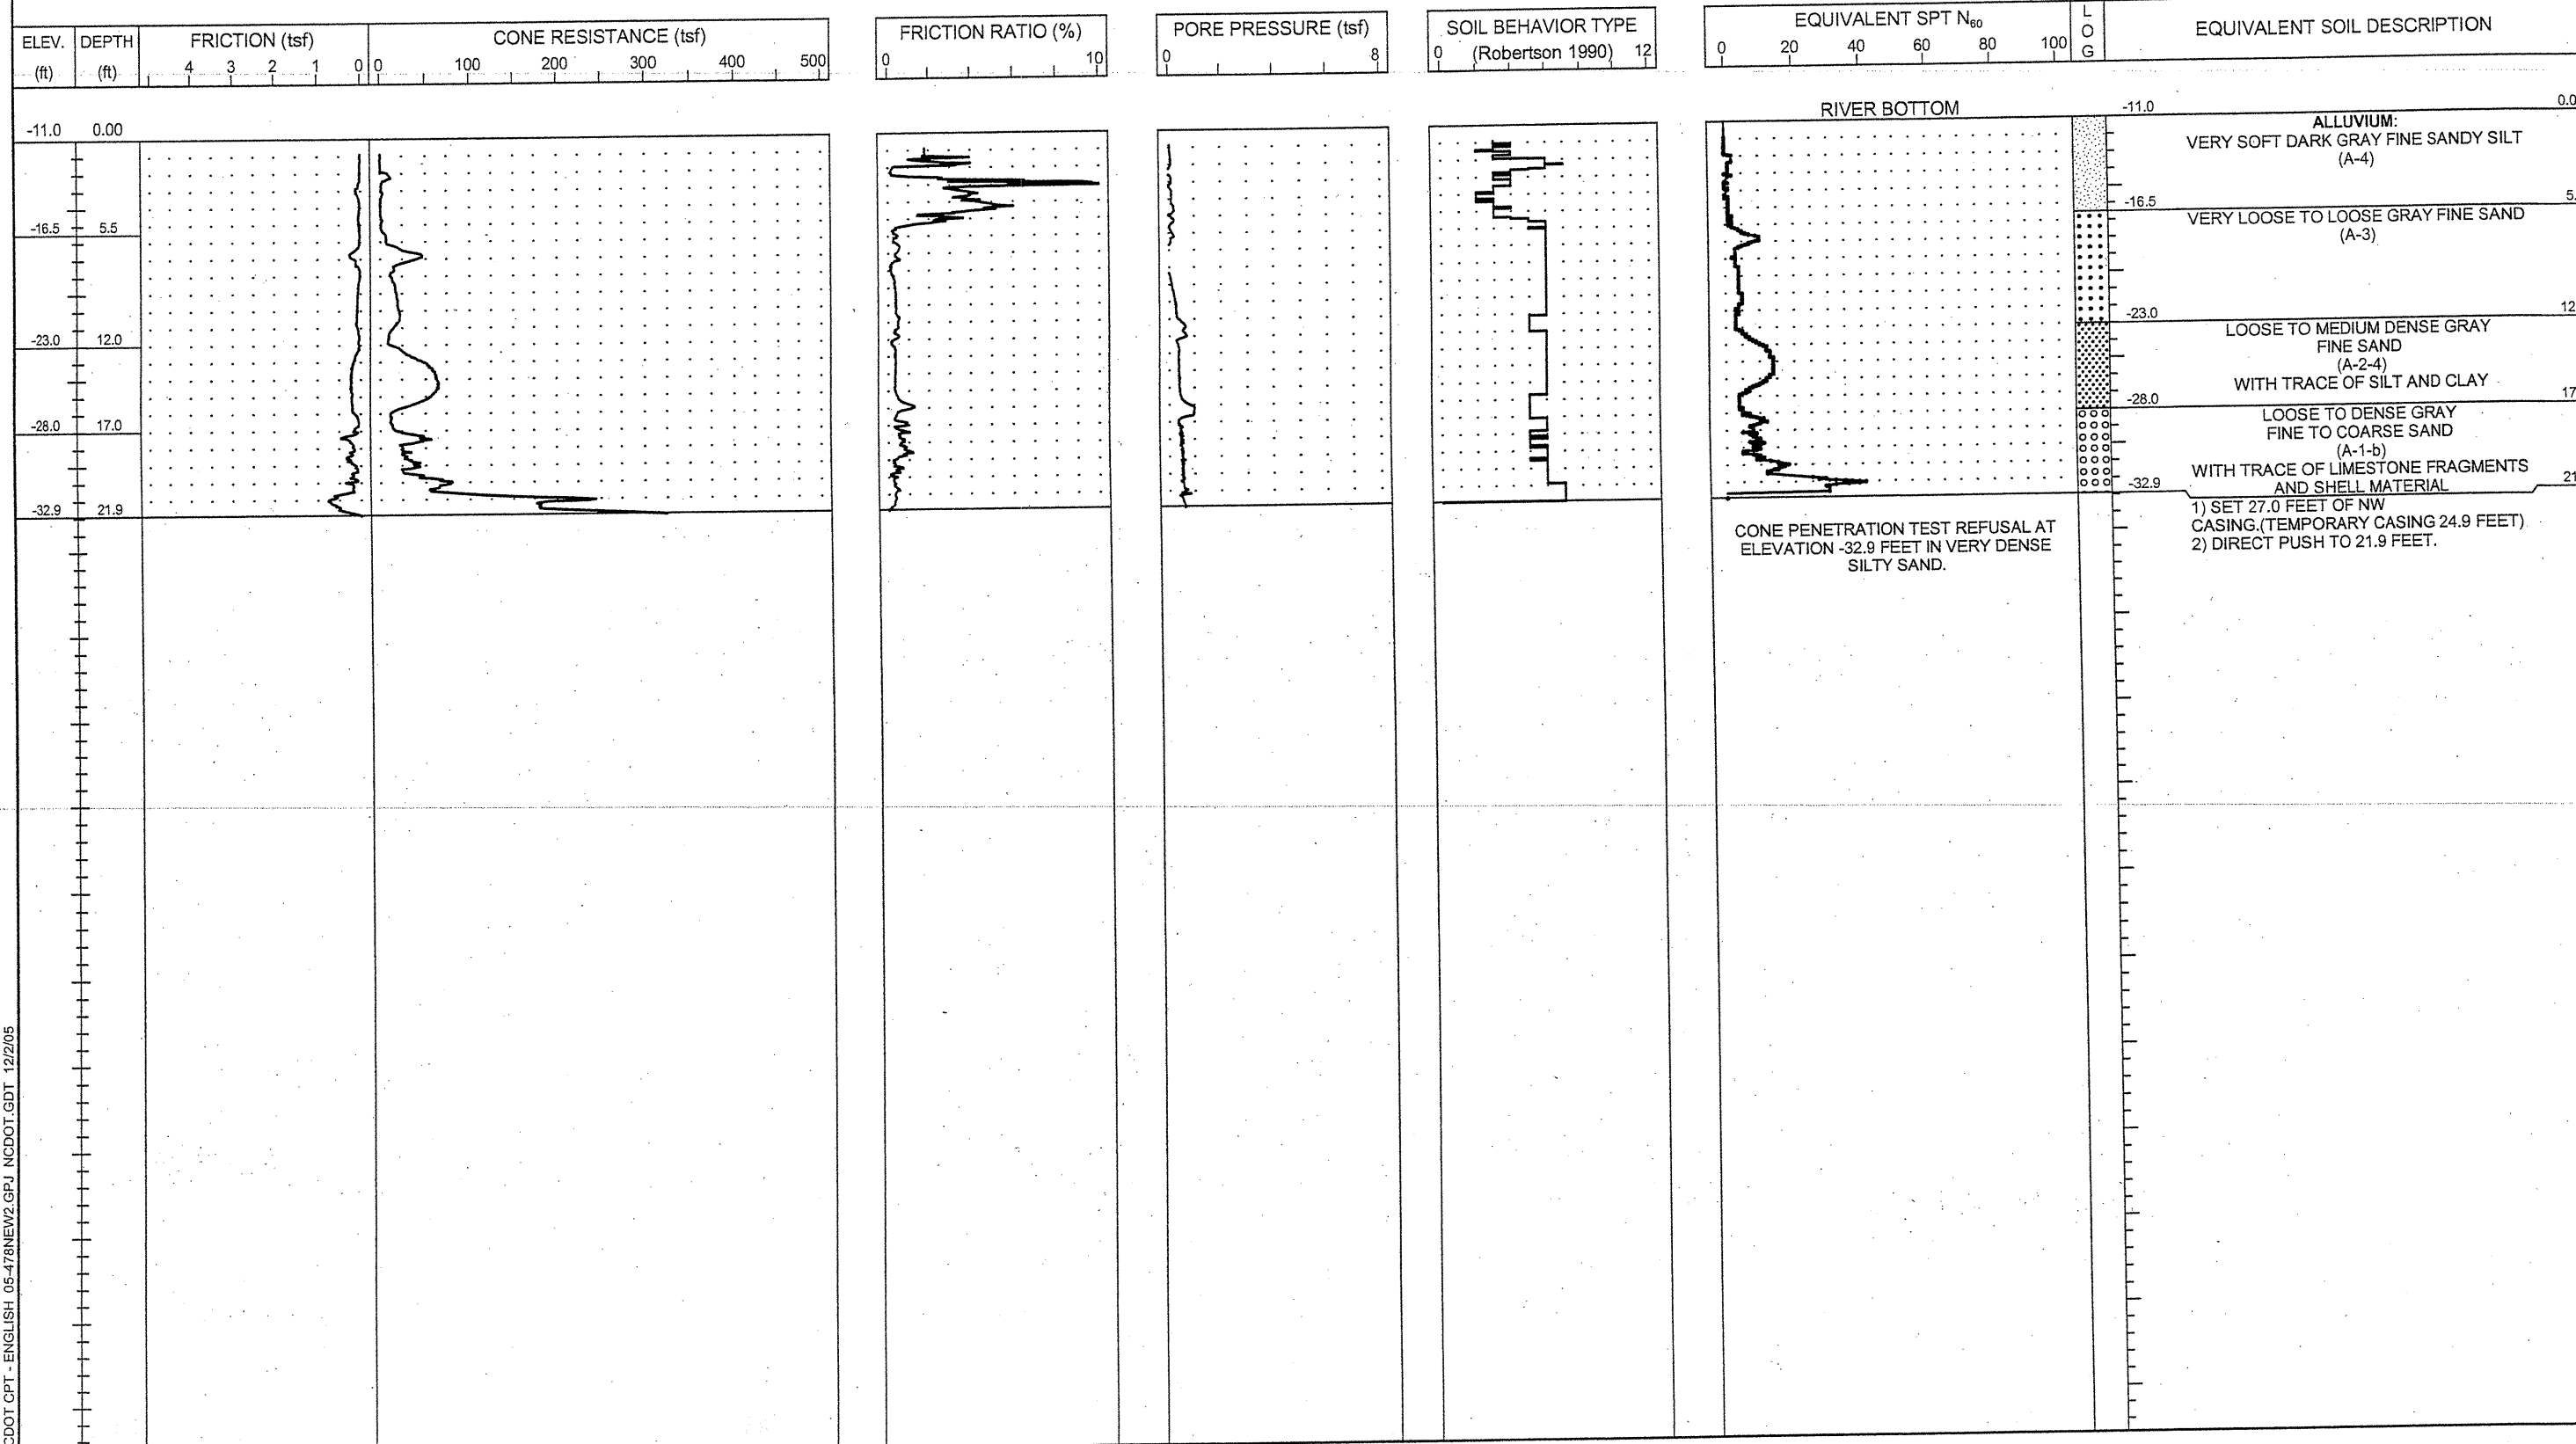 ELEV. (ft)
DEPTH (ft)
FRICTION (tsf)
4 3 2 1 0
CONE RESISTANCE (tsf)
0 100 200 300 400 500
FRICTION RATIO (%)
0 10
PORE PRESSURE (tsf)
0 8
SOIL BEHAVIOR TYPE
(Robertson 1990)
0 12
EQUIVALENT SPT N60
0 20 40 60 80 100
LOG
EQUIVALENT SOIL DESCRIPTION
RIVER BOTTOM
-11.0 0.00
-16.5 5.5
-23.0 12.0
-28.0 17.0
-32.9 21.9
-11.0 0.0
ALLUVIUM:
VERY SOFT DARK GRAY FINE SANDY SILT
(A-4)
-16.5 5.
VERY LOOSE TO LOOSE GRAY FINE SAND
(A-3)
-23.0 12
LOOSE TO MEDIUM DENSE GRAY
FINE SAND
(A-2-4)
WITH TRACE OF SILT AND CLAY
-28.0 17
LOOSE TO DENSE GRAY
FINE TO COARSE SAND
(A-1-b)
WITH TRACE OF LIMESTONE FRAGMENTS
AND SHELL MATERIAL
-32.9 21
1) SET 27.0 FEET OF NW
CASING.(TEMPORARY CASING 24.9 FEET)
2) DIRECT PUSH TO 21.9 FEET.
CONE PENETRATION TEST REFUSAL AT
ELEVATION -32.9 FEET IN VERY DENSE
SILTY SAND.
CDOT CPT - ENGLISH 05-478NEW2.GPJ NCDOT.GDT 12/2/05